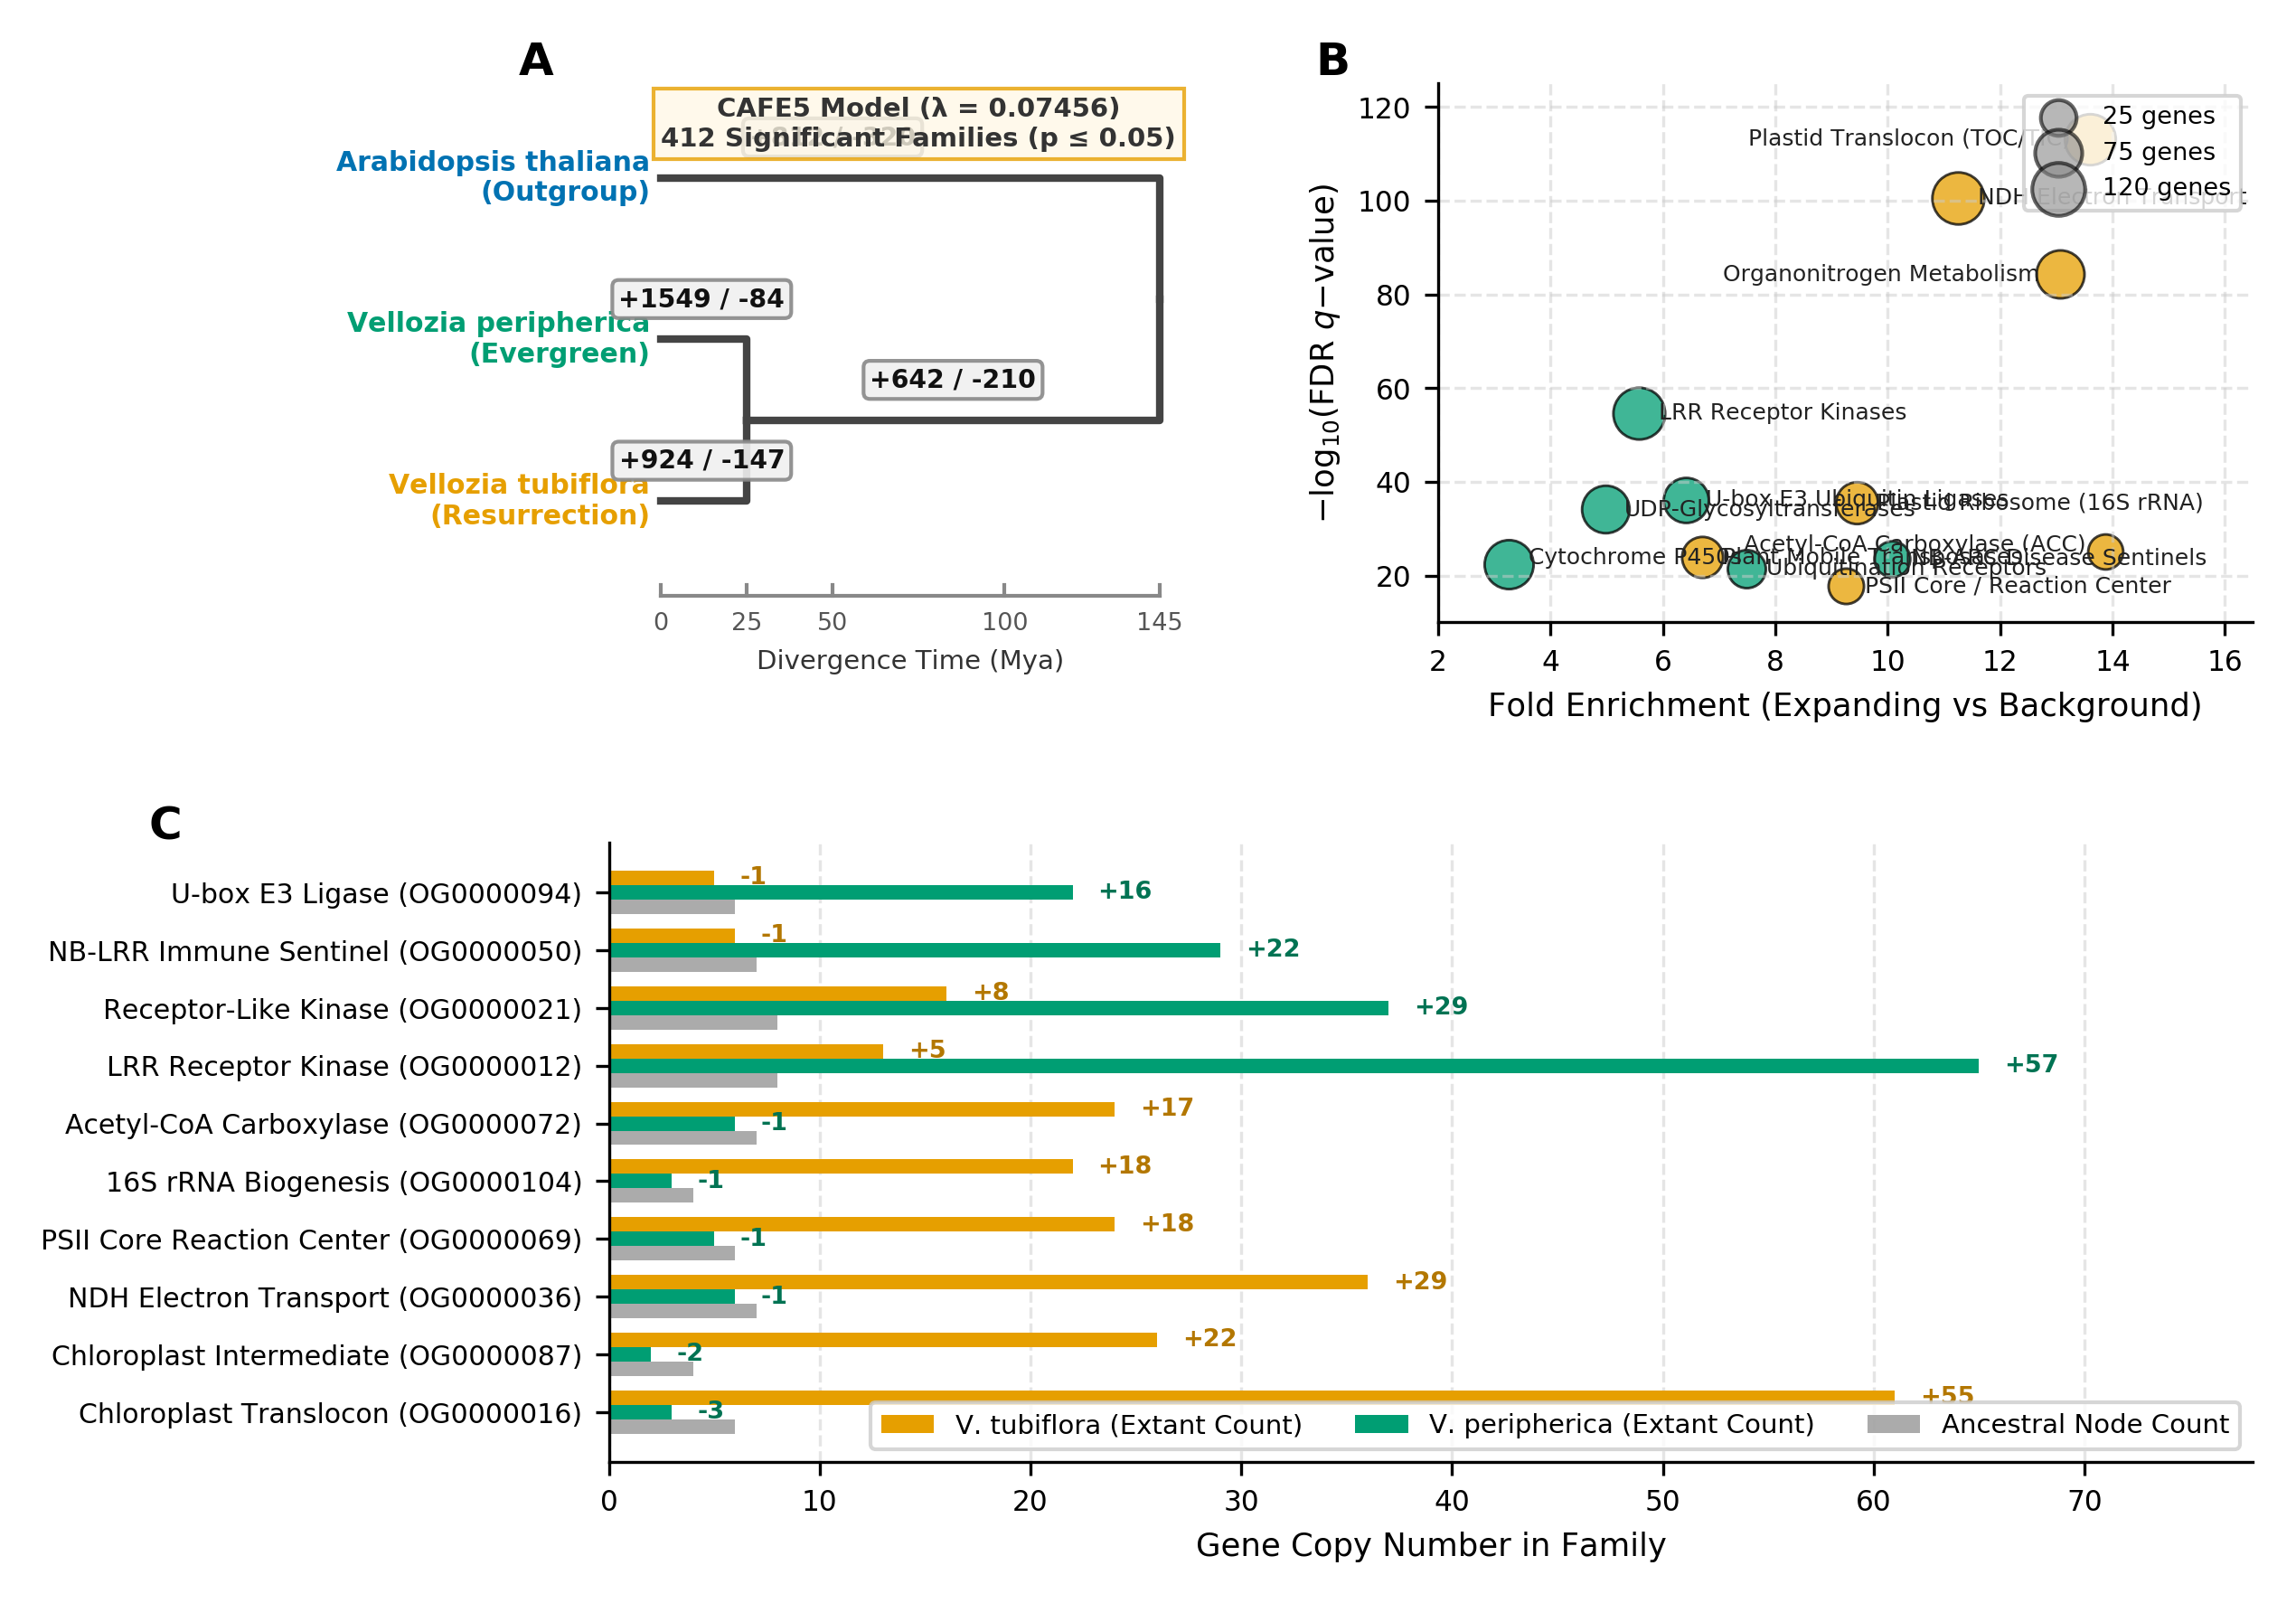 A
CAFE5 Model (λ = 0.07456)
412 Significant Families (p ≤ 0.05)
Arabidopsis thaliana
(Outgroup)
+1549 / -84
Vellozia peripherica
(Evergreen)
+642 / -210
+924 / -147
Vellozia tubiflora
(Resurrection)
0 25 50 100 145
Divergence Time (Mya)
B
25 genes
75 genes
120 genes
Plastid Translocon
NDH Electron Transport
Organonitrogen Metabolism
LRR Receptor Kinases
U-box E3 Ubiquitin Ligases
Plastid Ribosome (16S rRNA)
UDP-Glycosyltransferases
Acetyl-CoA Carboxylase (ACC)
Cytochrome P450s
Plant Mobile Transposases
NB-ARC Disease Sentinels
Ubiquitination Receptors
PSII Core / Reaction Center
120
100
80
60
40
20
−log10(FDR q−value)
2 4 6 8 10 12 14 16
Fold Enrichment (Expanding vs Background)
C
U-box E3 Ligase (OG0000094)
-1
+16
NB-LRR Immune Sentinel (OG0000050)
-1
+22
Receptor-Like Kinase (OG0000021)
+8
+29
LRR Receptor Kinase (OG0000012)
+5
+57
Acetyl-CoA Carboxylase (OG0000072)
+17
-1
16S rRNA Biogenesis (OG0000104)
+18
-1
PSII Core Reaction Center (OG0000069)
+18
-1
NDH Electron Transport (OG0000036)
+29
-1
Chloroplast Intermediate (OG0000087)
+22
-2
Chloroplast Translocon (OG0000016)
+55
-3
V. tubiflora (Extant Count)
V. peripherica (Extant Count)
Ancestral Node Count
0 10 20 30 40 50 60 70
Gene Copy Number in Family